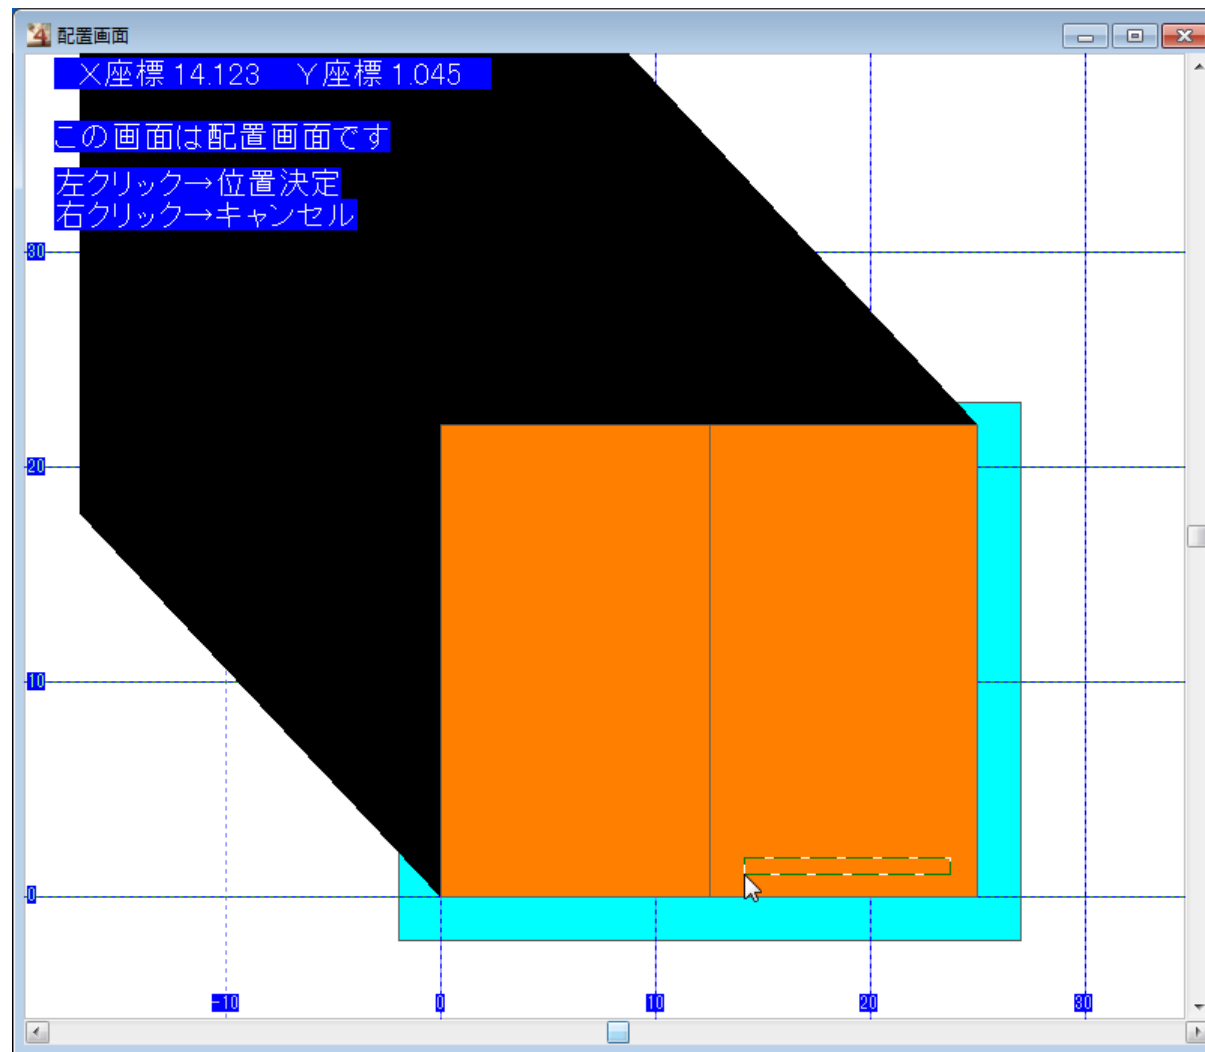 配置画面
X座標 14.123 Y座標 1.045
この画面は配置画面です
左クリック→位置決定
右クリック→キャンセル
30
20
10
0
-10 0 10 20 30